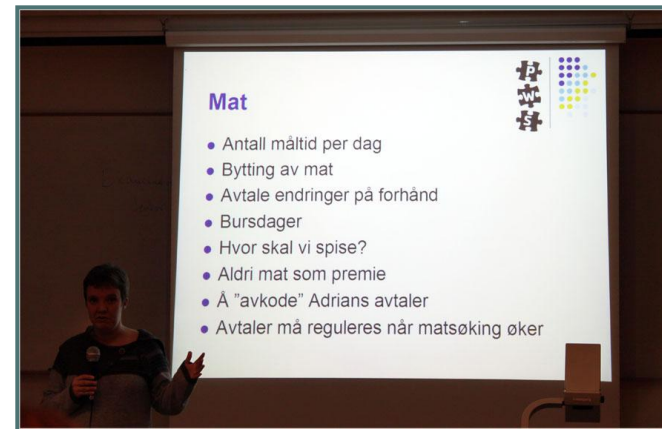 P
W
S
Mat
Antall måltid per dag
Bytting av mat
Avtale endringer på forhånd
Bursdager
Hvor skal vi spise?
Aldri mat som premie
Å "avkode" Adrians avtaler
Avtaler må reguleres når matsøking øker